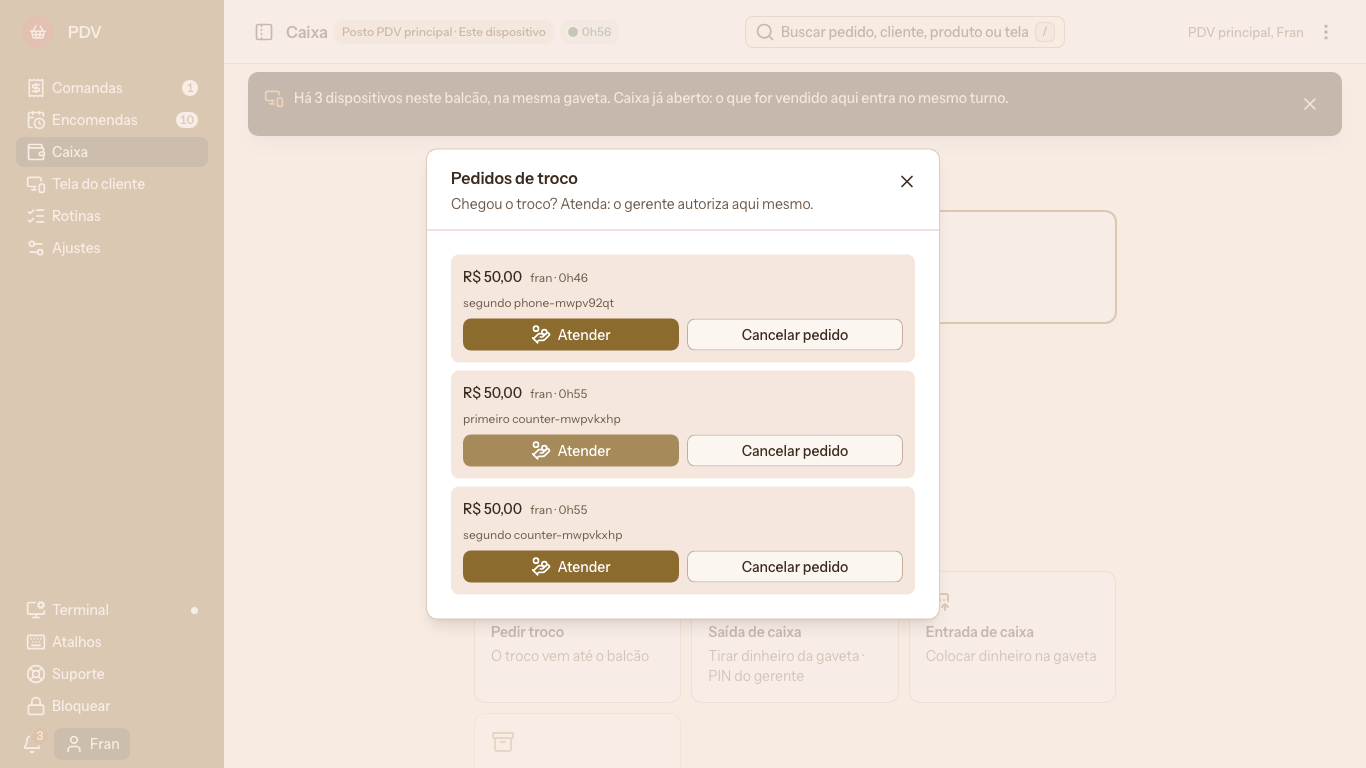 PDV
Caixa
Posto PDV principal · Este dispositivo
0h56
Buscar pedido, cliente, produto ou tela
/
PDV principal, Fran
Comandas
1
Encomendas
10
Caixa
Tela do cliente
Rotinas
Ajustes
Há 3 dispositivos neste balcão, na mesma gaveta. Caixa já aberto: o que for vendido aqui entra no mesmo turno.
Pedidos de troco
Chegou o troco? Atenda: o gerente autoriza aqui mesmo.
R$ 50,00 fran · 0h46
segundo phone-mwpv92qt
Atender
Cancelar pedido
R$ 50,00 fran · 0h55
primeiro counter-mwpvkxhp
Atender
Cancelar pedido
R$ 50,00 fran · 0h55
segundo counter-mwpvkxhp
Atender
Cancelar pedido
Pedir troco
O troco vem até o balcão
Saída de caixa
Tirar dinheiro da gaveta ·
PIN do gerente
Entrada de caixa
Colocar dinheiro na gaveta
Terminal
Atalhos
Suporte
Bloquear
3
Fran